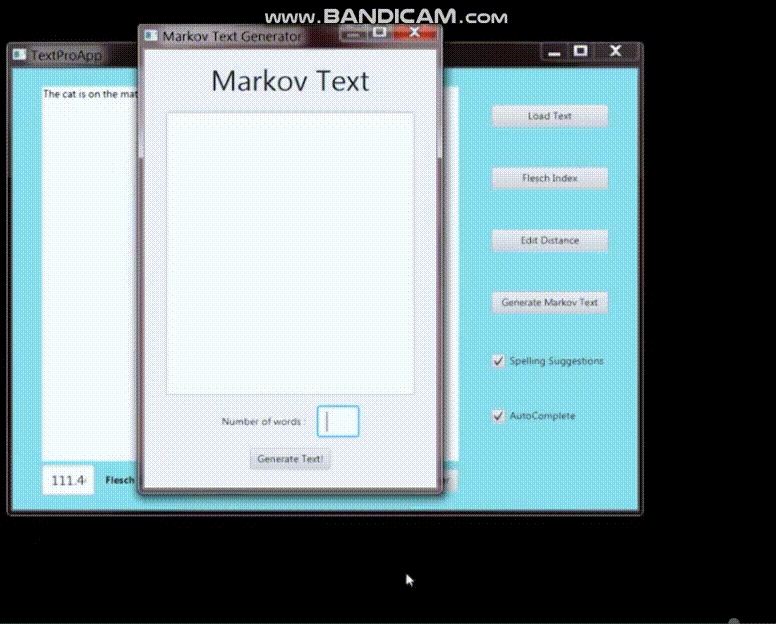 www.BANDICAM.com
Markov Text Generator
TextProApp
Markov Text
The cat is on the mat
Load Text
Flesch Index
Edit Distance
Generate Markov Text
Spelling Suggestions
AutoComplete
Number of words :
Generate Text!
111.4
Flesch